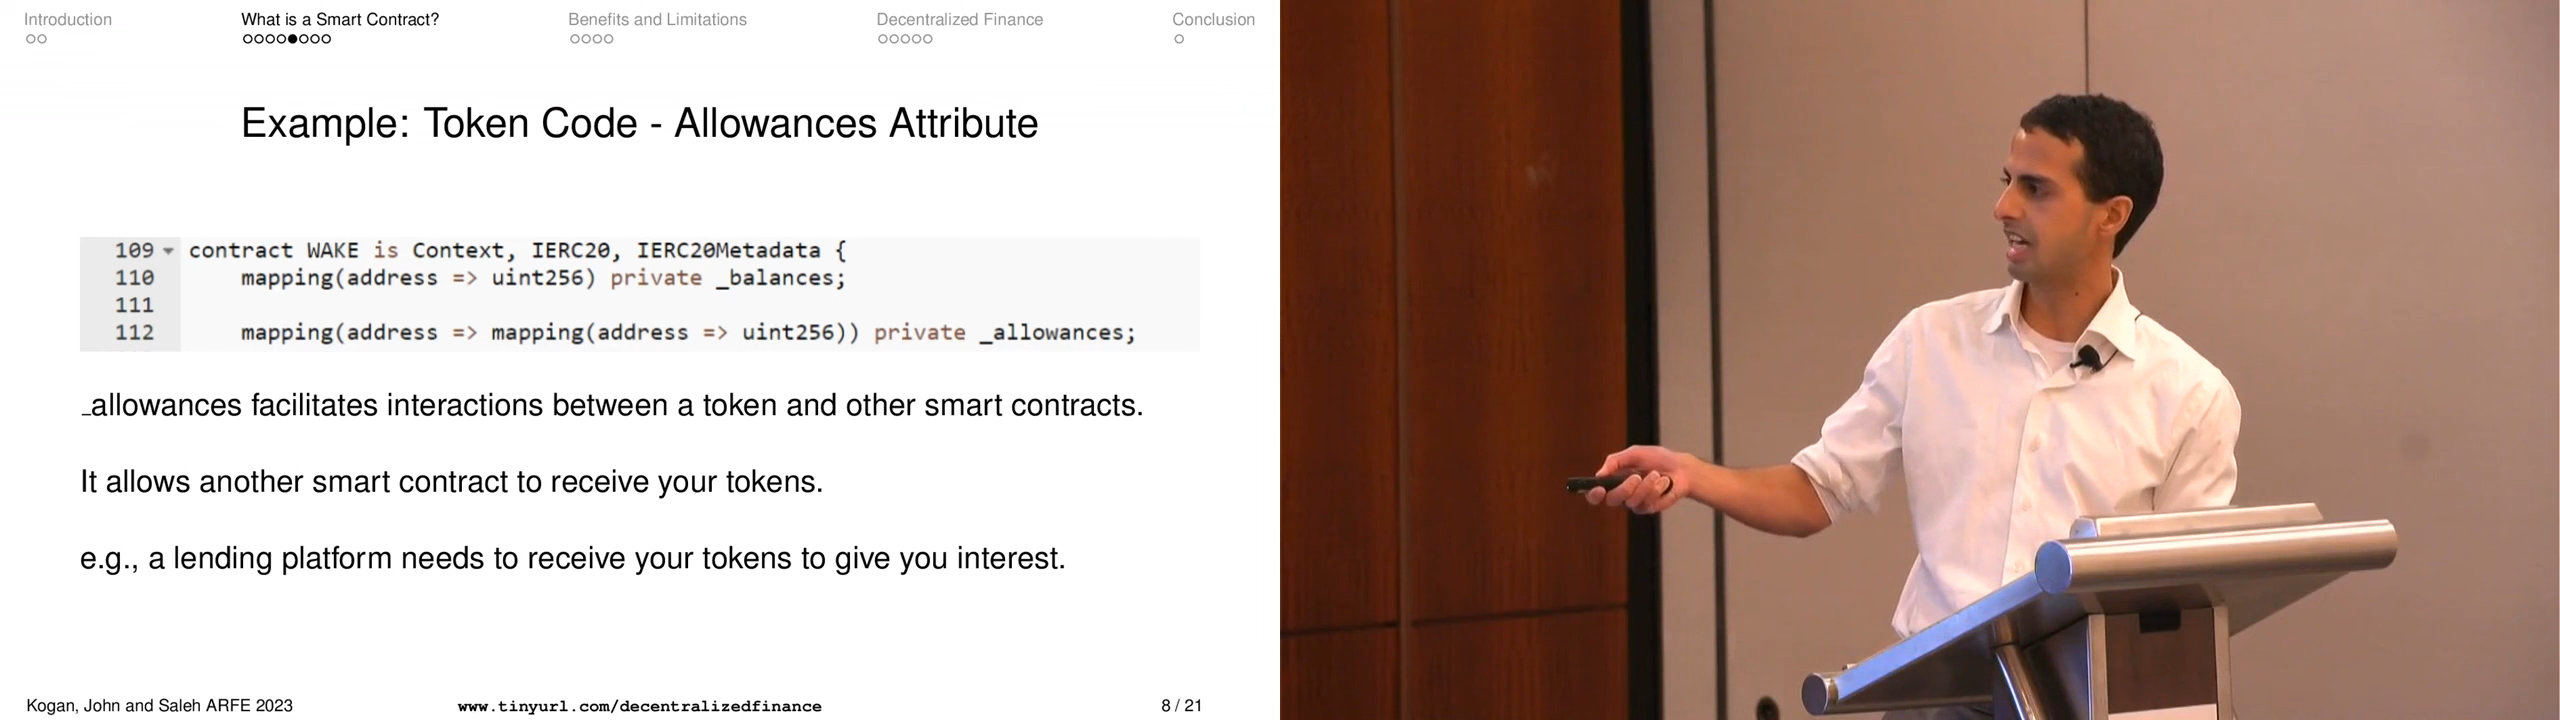 Introduction
What is a Smart Contract?
Benefits and Limitations
Decentralized Finance
Conclusion
Example: Token Code - Allowances Attribute
109 contract WAKE is Context, IERC20, IERC20Metadata {
110 mapping(address => uint256) private _balances;
111
112 mapping(address => mapping(address => uint256)) private _allowances;
_allowances facilitates interactions between a token and other smart contracts.
It allows another smart contract to receive your tokens.
e.g., a lending platform needs to receive your tokens to give you interest.
Kogan, John and Saleh ARFE 2023
www.tinyurl.com/decentralizedfinance
8 / 21